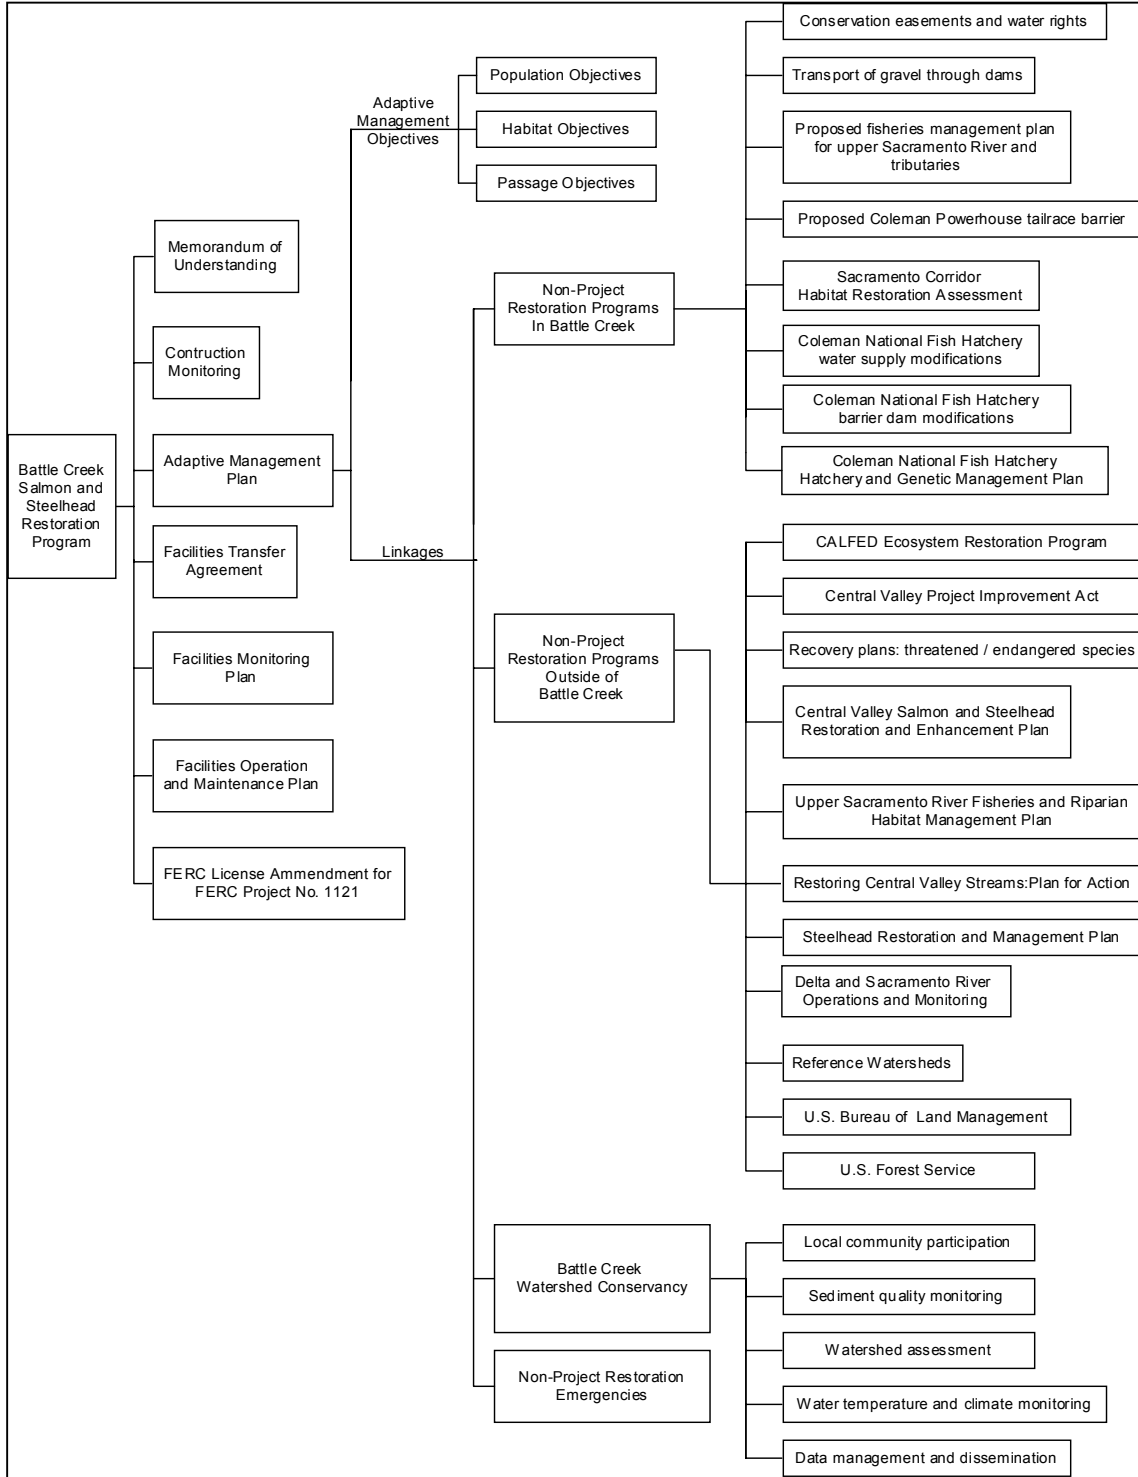 Battle Creek
Salmon and
Steelhead
Restoration
Program
Memorandum of
Understanding
Contruction
Monitoring
Adaptive Management
Plan
Facilities Transfer
Agreement
Facilities Monitoring
Plan
Facilities Operation
and Maintenance Plan
FERC License Ammendment for
FERC Project No. 1121
Adaptive
Management
Objectives
Population Objectives
Habitat Objectives
Passage Objectives
Linkages
Non-Project
Restoration Programs
In Battle Creek
Conservation easements and water rights
Transport of gravel through dams
Proposed fisheries management plan
for upper Sacramento River and
tributaries
Proposed Coleman Powerhouse tailrace barrier
Sacramento Corridor
Habitat Restoration Assessment
Coleman National Fish Hatchery
water supply modifications
Coleman National Fish Hatchery
barrier dam modifications
Coleman National Fish Hatchery
Hatchery and Genetic Management Plan
Non-Project
Restoration Programs
Outside of
Battle Creek
CALFED Ecosystem Restoration Program
Central Valley Project Improvement Act
Recovery plans: threatened / endangered species
Central Valley Salmon and Steelhead
Restoration and Enhancement Plan
Upper Sacramento River Fisheries and Riparian
Habitat Management Plan
Restoring Central Valley Streams:Plan for Action
Steelhead Restoration and Management Plan
Delta and Sacramento River
Operations and Monitoring
Reference Watersheds
U.S. Bureau of Land Management
U.S. Forest Service
Battle Creek
Watershed Conservancy
Local community participation
Sediment quality monitoring
Watershed assessment
Water temperature and climate monitoring
Data management and dissemination
Non-Project Restoration
Emergencies